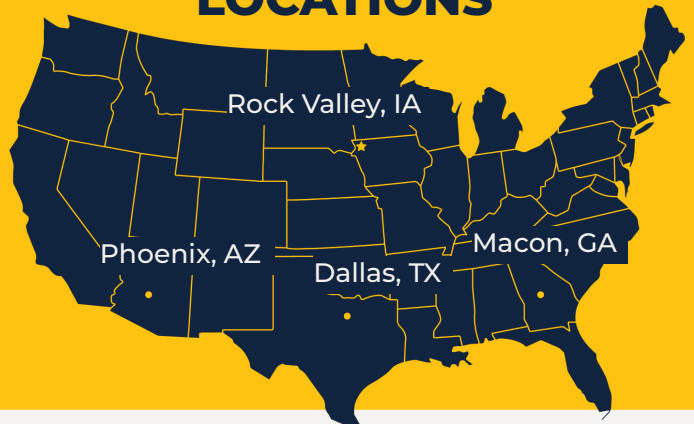 LOCATIONS
Rock Valley, IA
Phoenix, AZ
Macon, GA
Dallas, TX